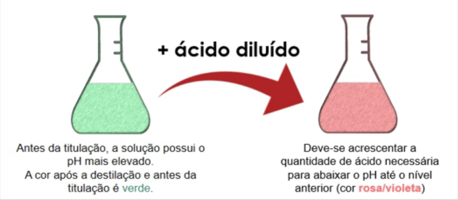 + ácido diluído
Antes da titulação, a solução possui o
pH mais elevado.
A cor após a destilação e antes da
titulação é verde.
Deve-se acrescentar a
quantidade de ácido necessária
para abaixar o pH até o nível
anterior (cor rosa/violeta)